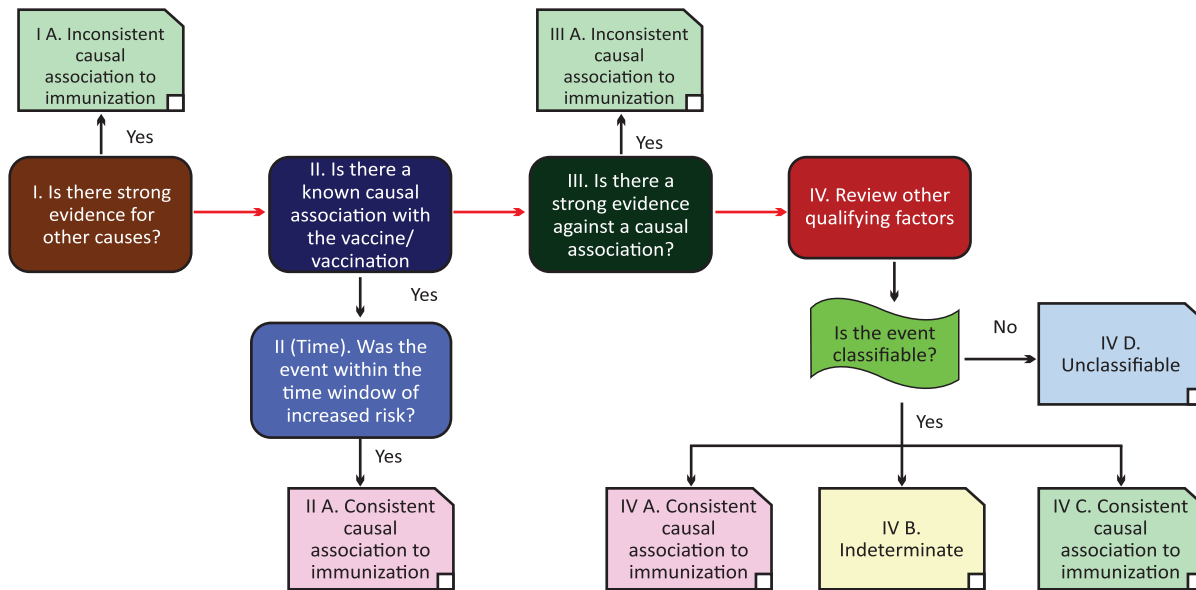 I A. Inconsistent
causal
association to
immunization
III A. Inconsistent
causal
association to
immunization
Yes
Yes
I. Is there strong
evidence for
other causes?
II. Is there a
known causal
association with
the vaccine/
vaccination
III. Is there a
strong evidence
against a causal
association?
IV. Review other
qualifying factors
Yes
II (Time). Was the
event within the
time window of
increased risk?
Is the event
classifiable?
No
IV D.
Unclassifiable
Yes
Yes
II A. Consistent
causal
association to
immunization
IV A. Consistent
causal
association to
immunization
IV B.
Indeterminate
IV C. Consistent
causal
association to
immunization